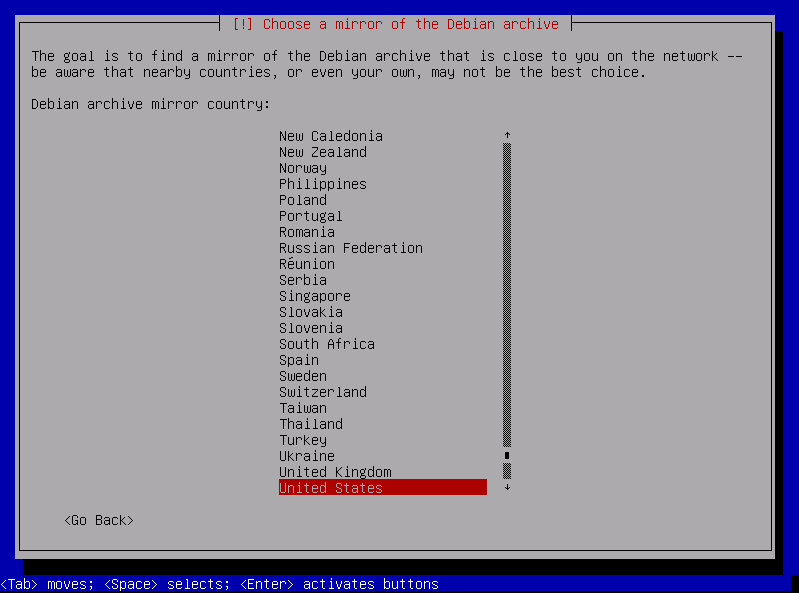 [!] Choose a mirror of the Debian archive
The goal is to find a mirror of the Debian archive that is close to you on the network --
be aware that nearby countries, or even your own, may not be the best choice.
Debian archive mirror country:
New Caledonia
New Zealand
Norway
Philippines
Poland
Portugal
Romania
Russian Federation
Réunion
Serbia
Singapore
Slovakia
Slovenia
South Africa
Spain
Sweden
Switzerland
Taiwan
Thailand
Turkey
Ukraine
United Kingdom
United States
<Go Back>
<Tab> moves; <Space> selects; <Enter> activates buttons